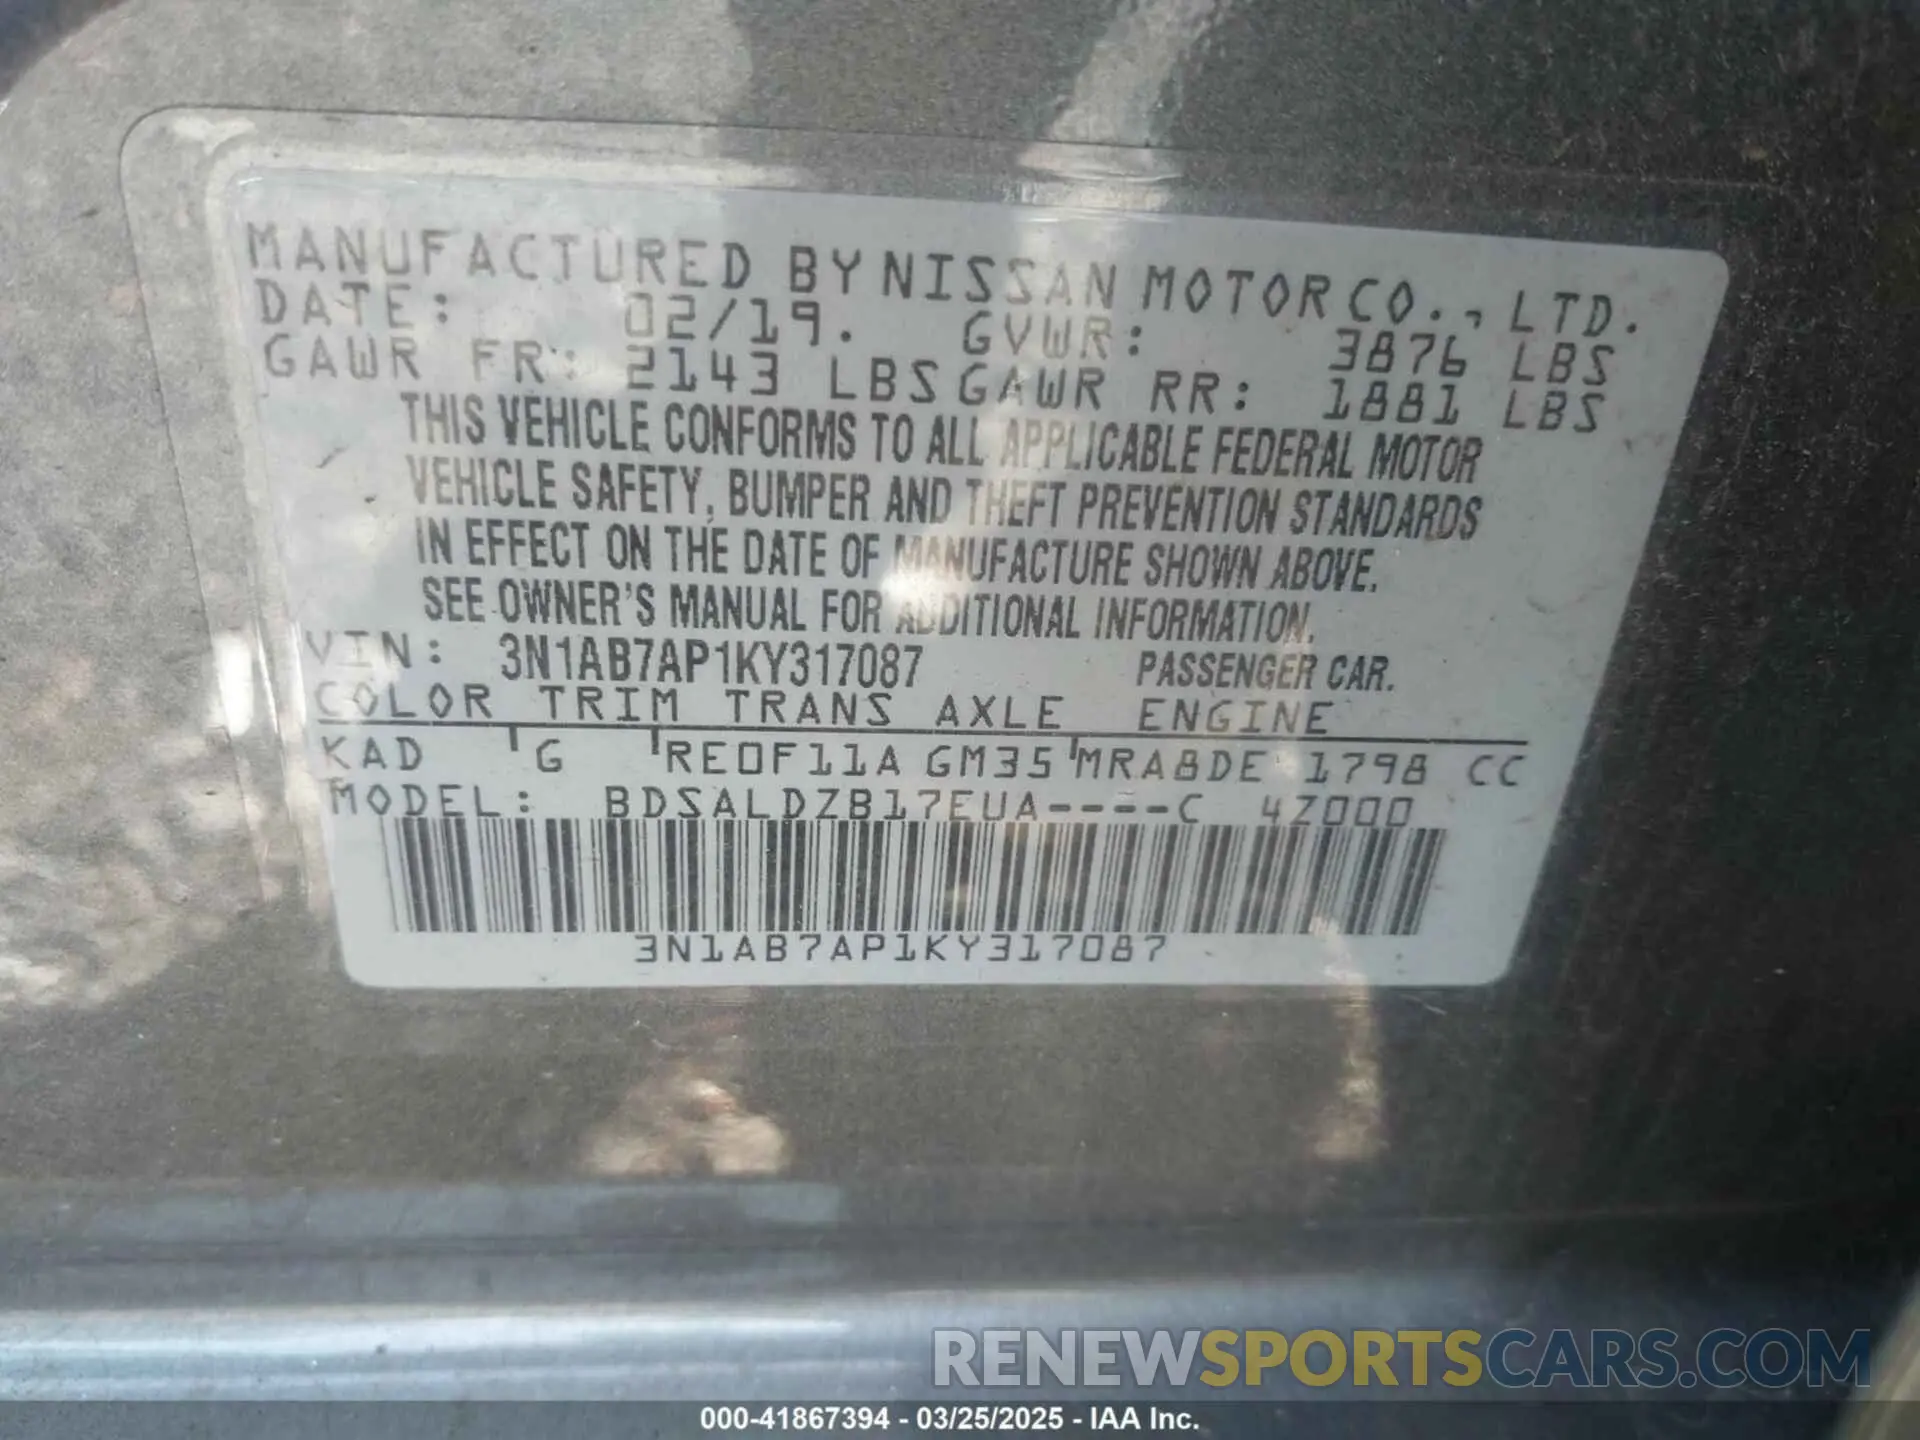 MANUFACTURED BY NISSAN MOTOR CO., LTD.
DATE: 02/19. GVWR: 3876 LBS
GAWR FR: 2143 LBS GAWR RR: 1881 LBS
THIS VEHICLE CONFORMS TO ALL APPLICABLE FEDERAL MOTOR
VEHICLE SAFETY, BUMPER AND THEFT PREVENTION STANDARDS
IN EFFECT ON THE DATE OF MANUFACTURE SHOWN ABOVE.
SEE OWNER'S MANUAL FOR ADDITIONAL INFORMATION.
VIN: 3N1AB7AP1KY317087 PASSENGER CAR.
COLOR TRIM TRANS AXLE ENGINE
KAD G RE0F11A GM35 MRA8DE 1798 CC
MODEL: BDSALDZB17EUA----C 4Z000
3N1AB7AP1KY317087
RENEWSPORTSCARS.COM
000-41867394 - 03/25/2025 - IAA Inc.